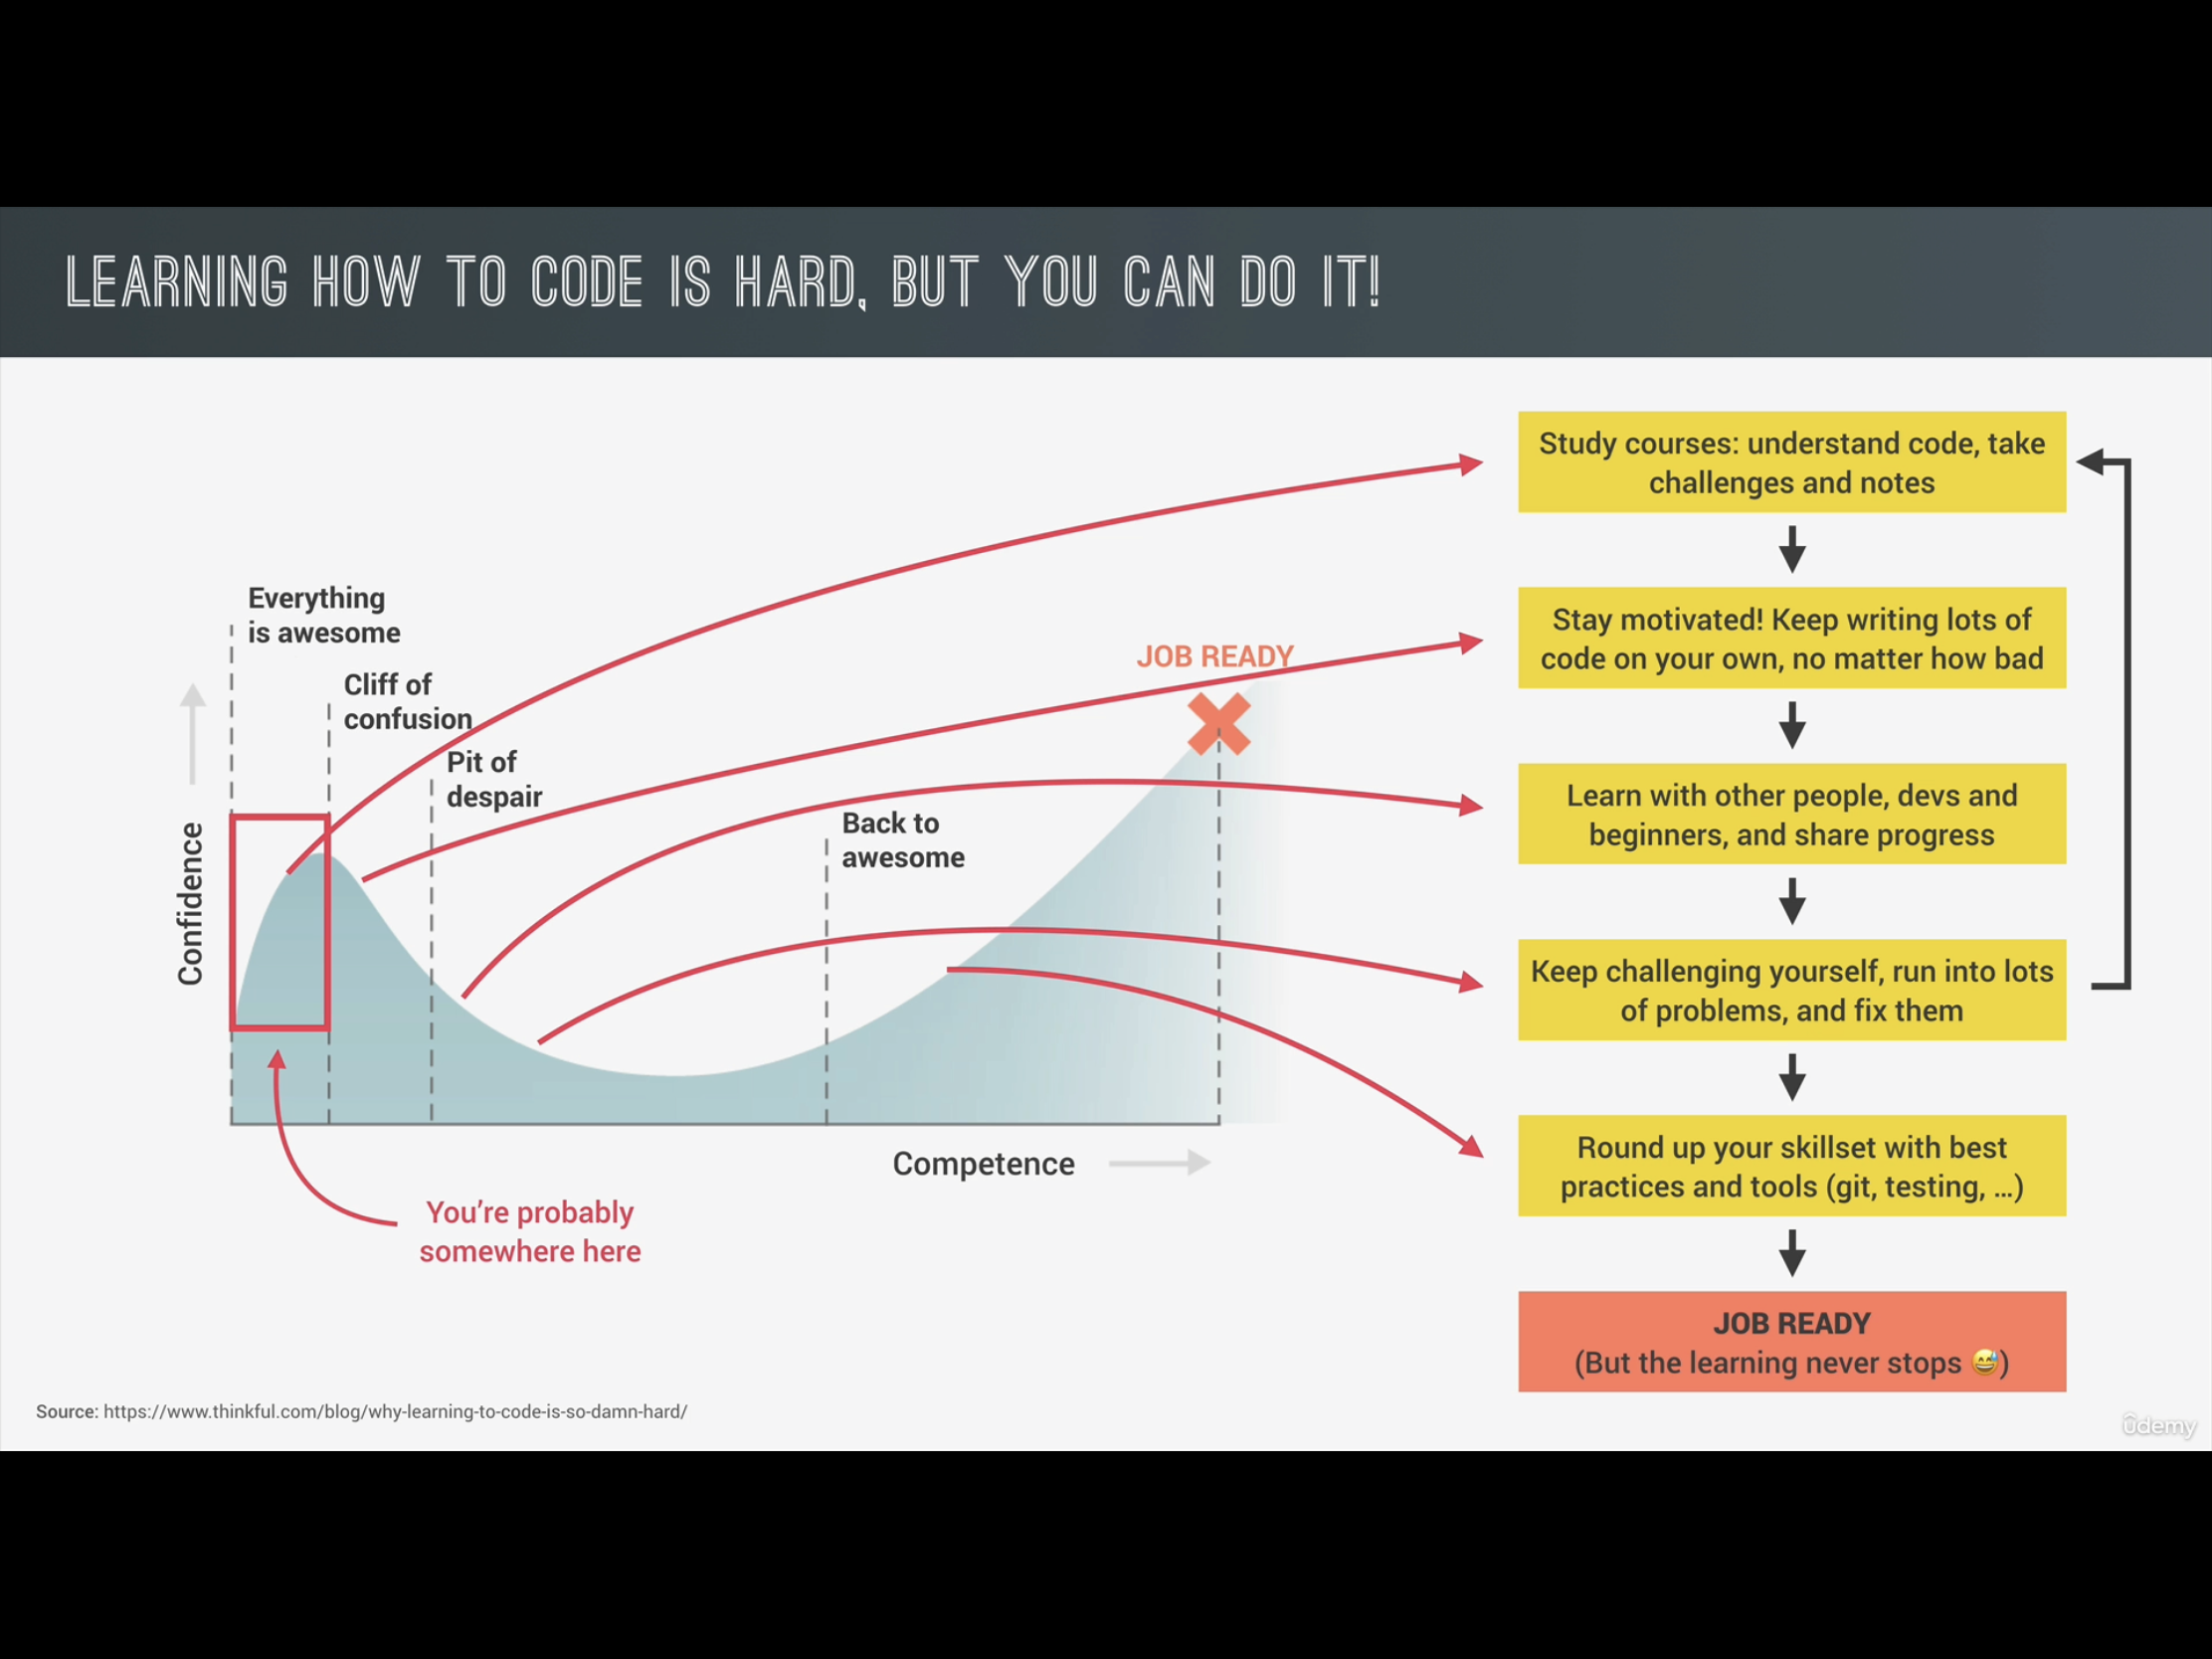 LEARNING HOW TO CODE IS HARD, BUT YOU CAN DO IT!
Everything
is awesome
Cliff of
confusion
Pit of
despair
Back to
awesome
JOB READY
Confidence
Competence
You're probably
somewhere here
Study courses: understand code, take
challenges and notes
Stay motivated! Keep writing lots of
code on your own, no matter how bad
Learn with other people, devs and
beginners, and share progress
Keep challenging yourself, run into lots
of problems, and fix them
Round up your skillset with best
practices and tools (git, testing, …)
JOB READY
(But the learning never stops 😅)
Source: https://www.thinkful.com/blog/why-learning-to-code-is-so-damn-hard/
ûdemy